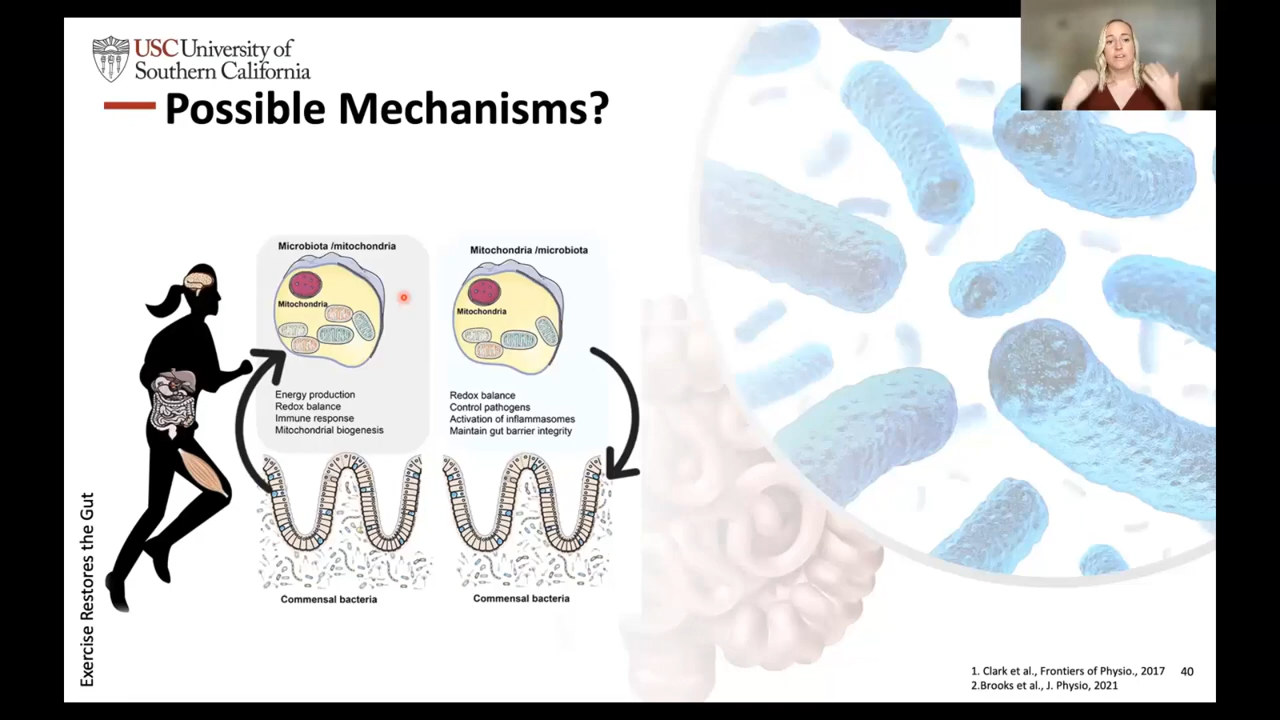 USC University of
Southern California
Possible Mechanisms?
Microbiota /mitochondria
Mitochondria
Energy production
Redox balance
Immune response
Mitochondrial biogenesis
Commensal bacteria
Mitochondria /microbiota
Mitochondria
Redox balance
Control pathogens
Activation of inflammasomes
Maintain gut barrier integrity
Commensal bacteria
Exercise Restores the Gut
1. Clark et al., Frontiers of Physio., 2017
2.Brooks et al., J. Physio, 2021
40